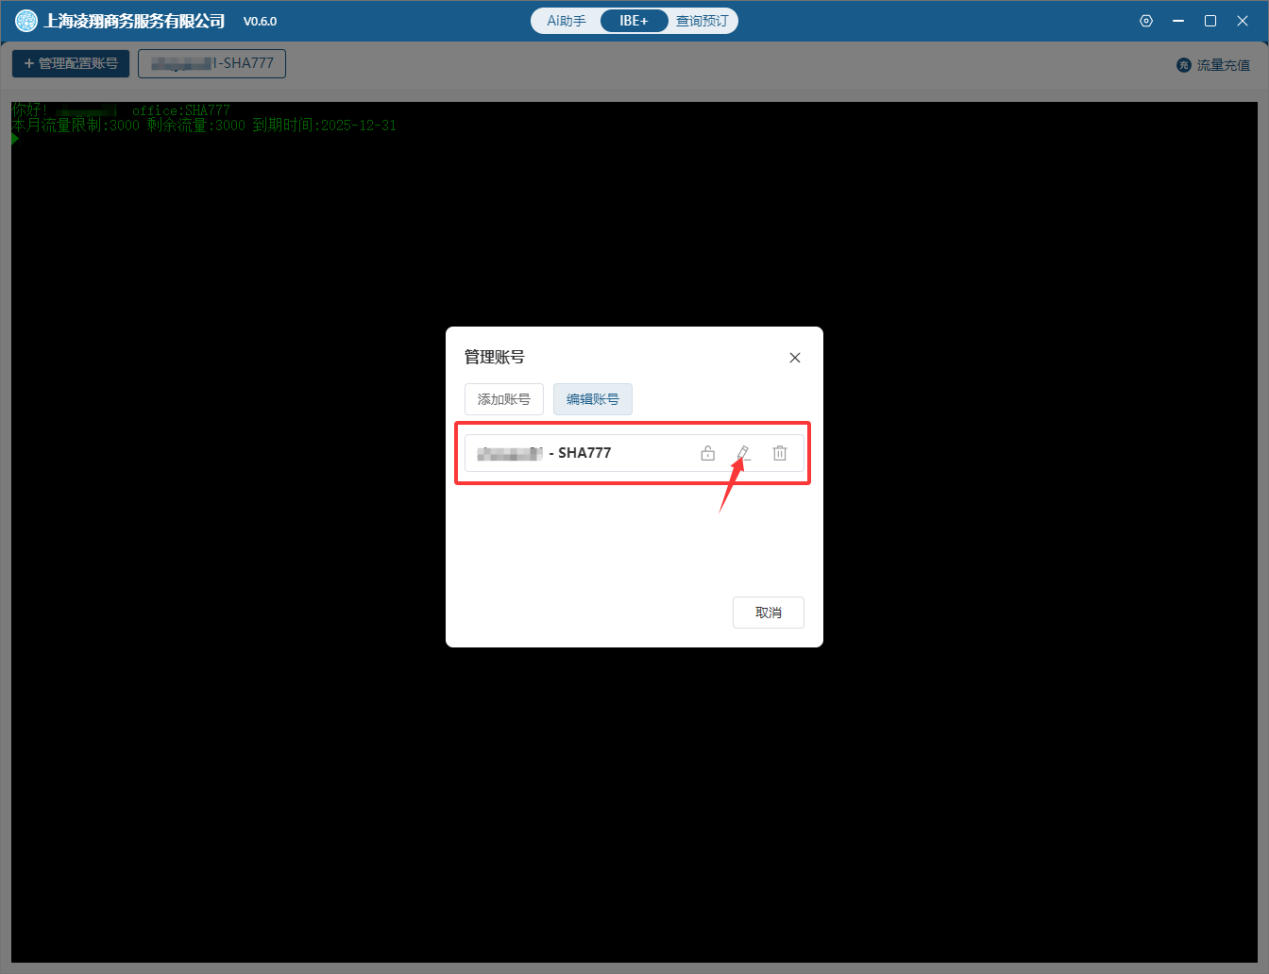 上海凌翔商务服务有限公司 V0.6.0
Ai助手 IBE+ 查询预订
+ 管理配置账号
-SHA777
充 流量充值
你好! office:SHA777
本月流量限制:3000 剩余流量:3000 到期时间:2025-12-31
管理账号
添加账号 编辑账号
- SHA777
取消